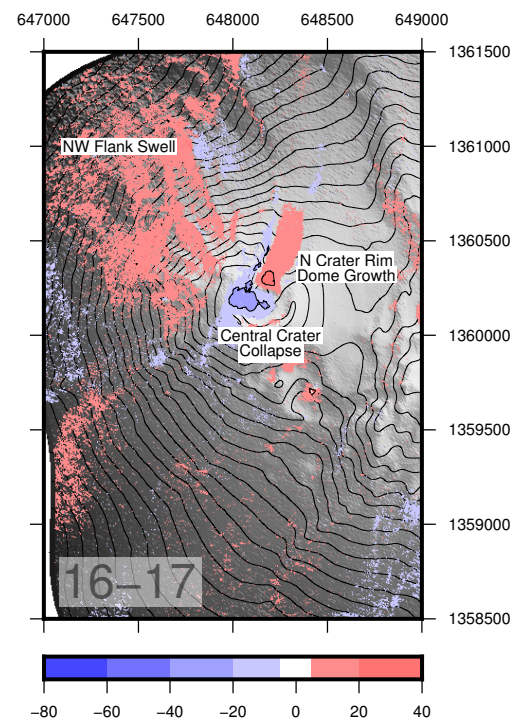 647000 647500 648000 648500 649000
1361500
1361000
NW Flank Swell
1360500
N Crater Rim
Dome Growth
1360000
Central Crater
Collapse
1359500
1359000
16–17
1358500
−80 −60 −40 −20 0 20 40